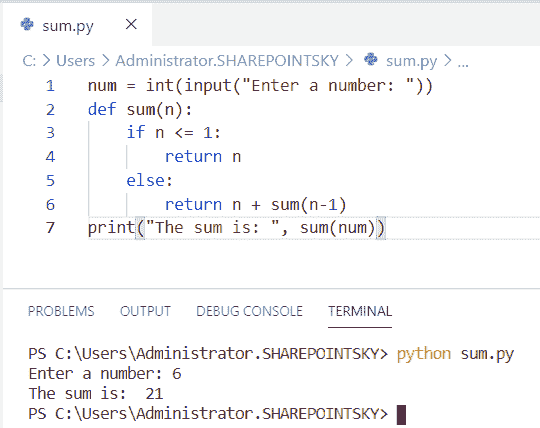 sum.py
C: > Users > Administrator.SHAREPOINTSKY > sum.py > ...
1 num = int(input("Enter a number: "))
2 def sum(n):
3     if n <= 1:
4         return n
5     else:
6         return n + sum(n-1)
7 print("The sum is: ", sum(num))
PROBLEMS OUTPUT DEBUG CONSOLE TERMINAL
PS C:\Users\Administrator.SHAREPOINTSKY> python sum.py
Enter a number: 6
The sum is:  21
PS C:\Users\Administrator.SHAREPOINTSKY>